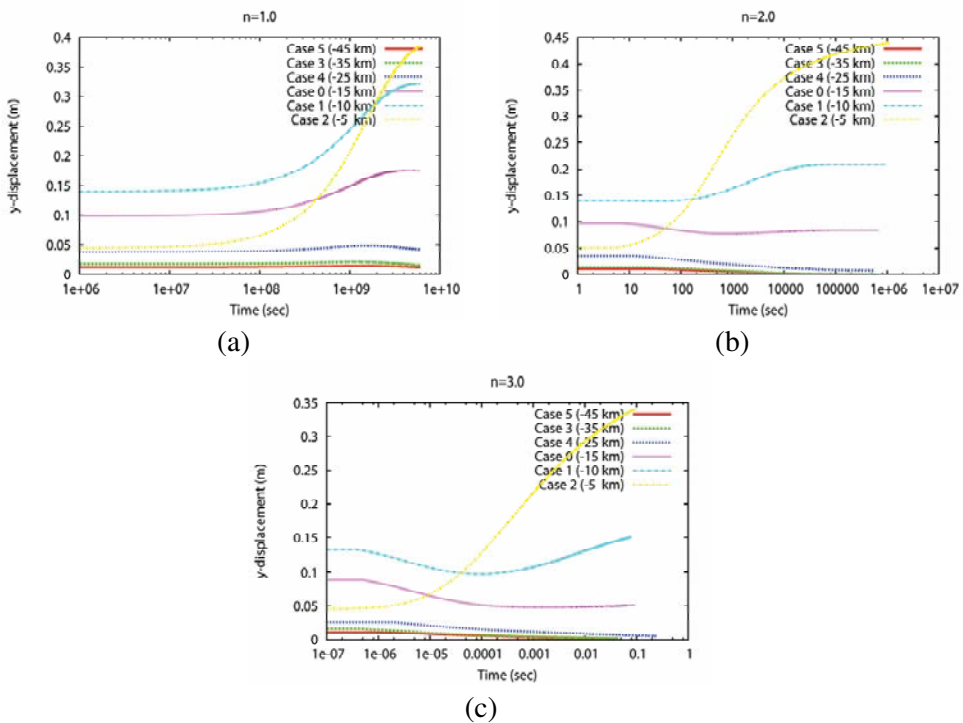 n=1.0
0.4
0.35
0.3
0.25
0.2
0.15
0.1
0.05
0
y-displacement (m)
Case 5 (-45 km)
Case 3 (-35 km)
Case 4 (-25 km)
Case 0 (-15 km)
Case 1 (-10 km)
Case 2 (-5 km)
1e+06 1e+07 1e+08 1e+09 1e+10
Time (sec)
(a)
n=2.0
0.45
0.4
0.35
0.3
0.25
0.2
0.15
0.1
0.05
0
y-displacement (m)
Case 5 (-45 km)
Case 3 (-35 km)
Case 4 (-25 km)
Case 0 (-15 km)
Case 1 (-10 km)
Case 2 (-5 km)
1 10 100 1000 10000 100000 1e+06 1e+07
Time (sec)
(b)
n=3.0
0.35
0.3
0.25
0.2
0.15
0.1
0.05
0
y-displacement (m)
Case 5 (-45 km)
Case 3 (-35 km)
Case 4 (-25 km)
Case 0 (-15 km)
Case 1 (-10 km)
Case 2 (-5 km)
1e-07 1e-06 1e-05 0.0001 0.001 0.01 0.1 1
Time (sec)
(c)